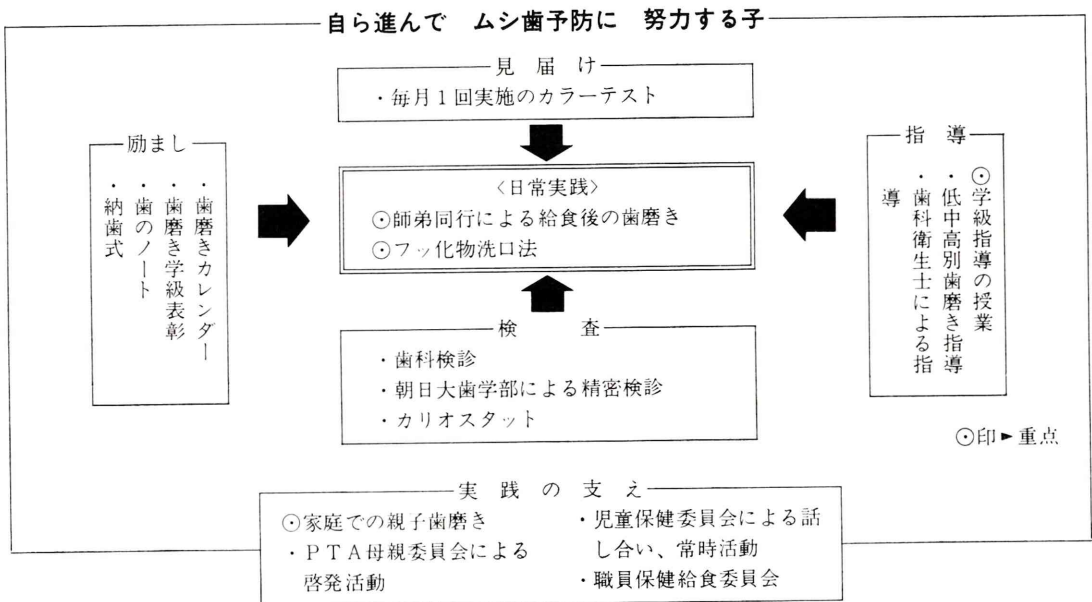 自ら進んで ムシ歯予防に 努力する子
見届け
・毎月1回実施のカラーテスト
励まし
・歯磨きカレンダー
・歯磨き学級表彰
・歯のノート
・納歯式
〈日常実践〉
⊙師弟同行による給食後の歯磨き
⊙フッ化物洗口法
指導
⊙学級指導の授業
・低中高別歯磨き指導
・歯科衛生士による指
導
検査
・歯科検診
・朝日大歯学部による精密検診
・カリオスタット
⊙印►重点
実践の支え
⊙家庭での親子歯磨き
・PTA母親委員会による
啓発活動
・児童保健委員会による話
し合い、常時活動
・職員保健給食委員会